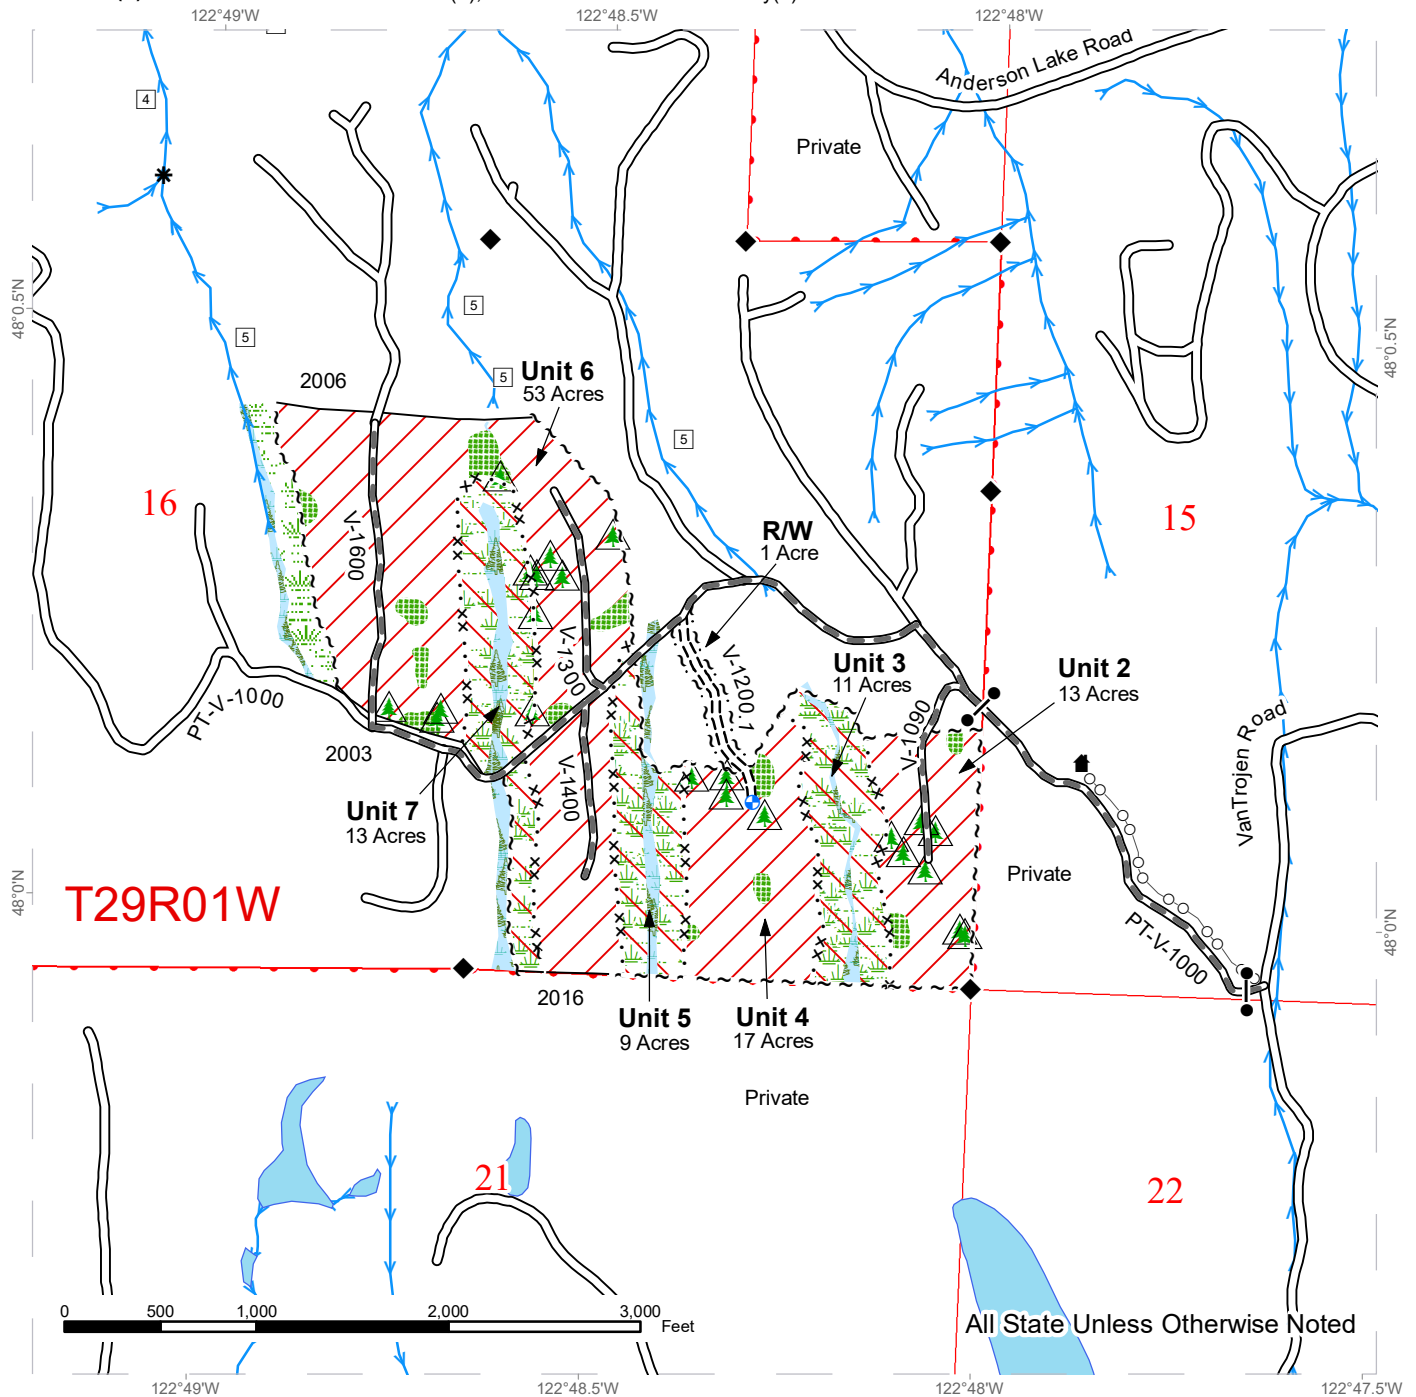 122°49'W
122°48.5'W
122°48'W
4
Anderson Lake Road
Private
48°0.5'N
5
5
48°0.5'N
5
Unit 6
53 Acres
2006
5
16
15
R/W
1 Acre
V-1600
V-1300
V-1200.1
Unit 3
11 Acres
Unit 2
13 Acres
PT-V-1000
2003
V-1090
VanTrojen Road
V-1400
Unit 7
13 Acres
Private
48°0'N
T29R01W
48°0'N
PT-V-1000
2016
Unit 5
9 Acres
Unit 4
17 Acres
Private
21
22
0 500 1,000 2,000 3,000
Feet
All State Unless Otherwise Noted
122°49'W
122°48.5'W
122°48'W
122°47.5'W